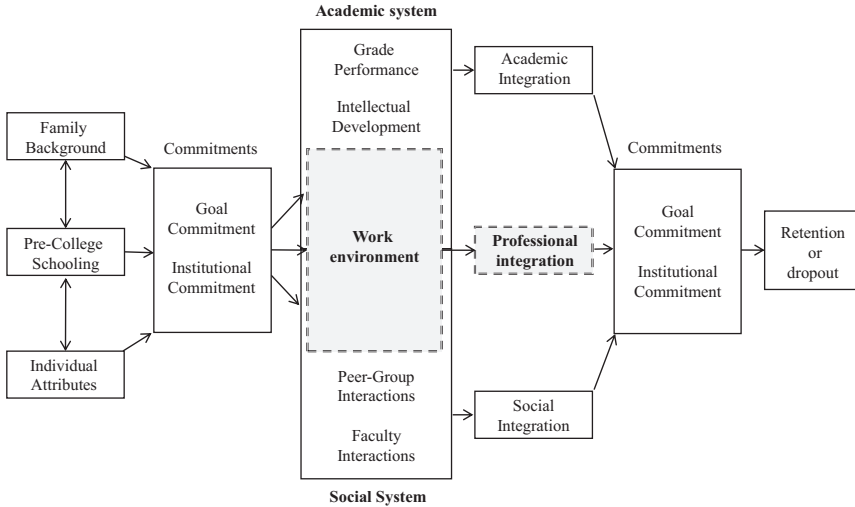 Academic system
Grade
Performance
Intellectual
Development
Work
environment
Peer-Group
Interactions
Faculty
Interactions
Social System
Family
Background
Pre-College
Schooling
Individual
Attributes
Commitments
Goal
Commitment
Institutional
Commitment
Academic
Integration
Professional
integration
Social
Integration
Commitments
Goal
Commitment
Institutional
Commitment
Retention
or
dropout